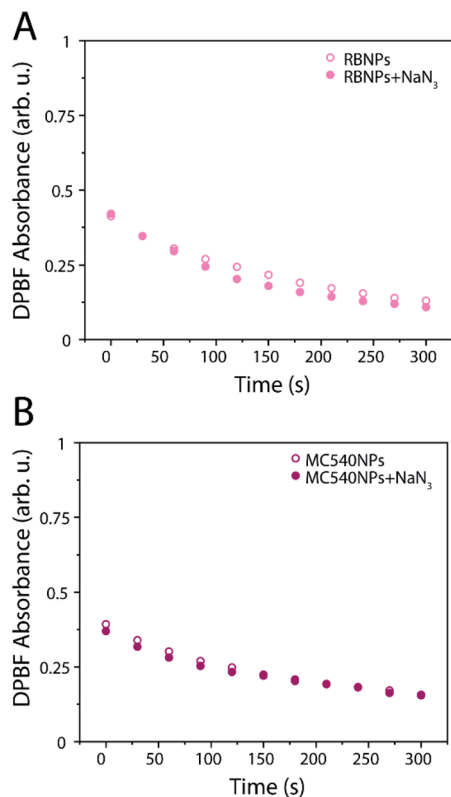 A
1
0.75
0.5
0.25
0
DPBF Absorbance (arb. u.)
RBNPs
RBNPs+NaN₃
0 50 100 150 200 250 300
Time (s)
B
1
0.75
0.5
0.25
0
DPBF Absorbance (arb. u.)
MC540NPs
MC540NPs+NaN₃
0 50 100 150 200 250 300
Time (s)